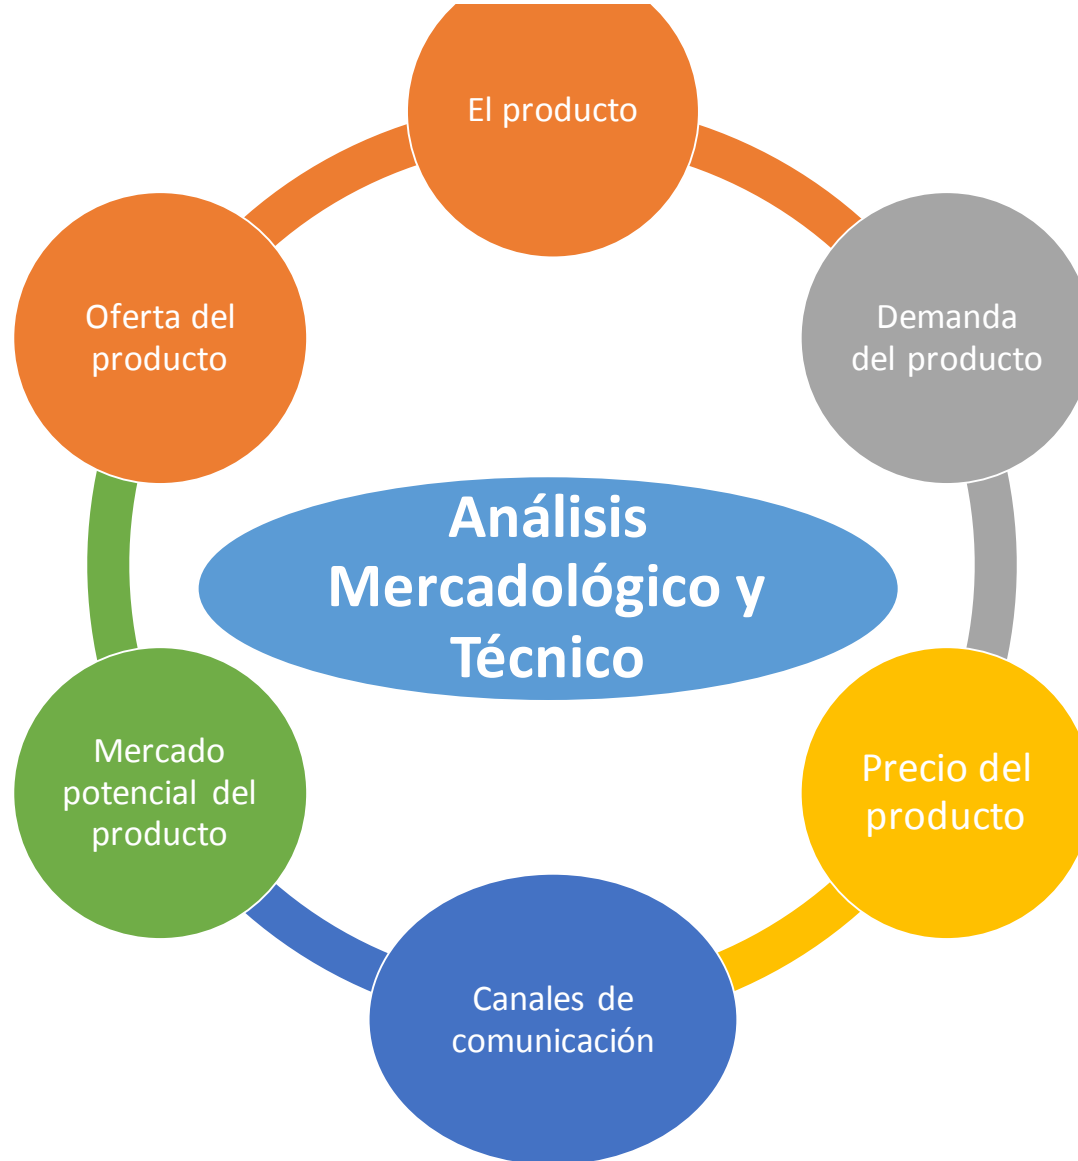 El producto
Oferta del
producto
Demanda
del producto
Análisis
Mercadológico y
Técnico
Mercado
potencial del
producto
Precio del
producto
Canales de
comunicación